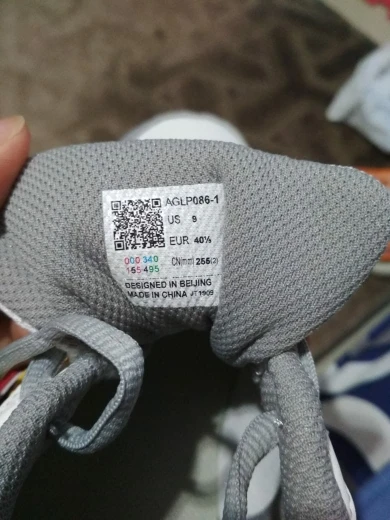 AGLP086-1
US 9
EUR 40⅔
000 340
155 495
CN(mm) 255(2)
DESIGNED IN BEIJING
MADE IN CHINA JT1909